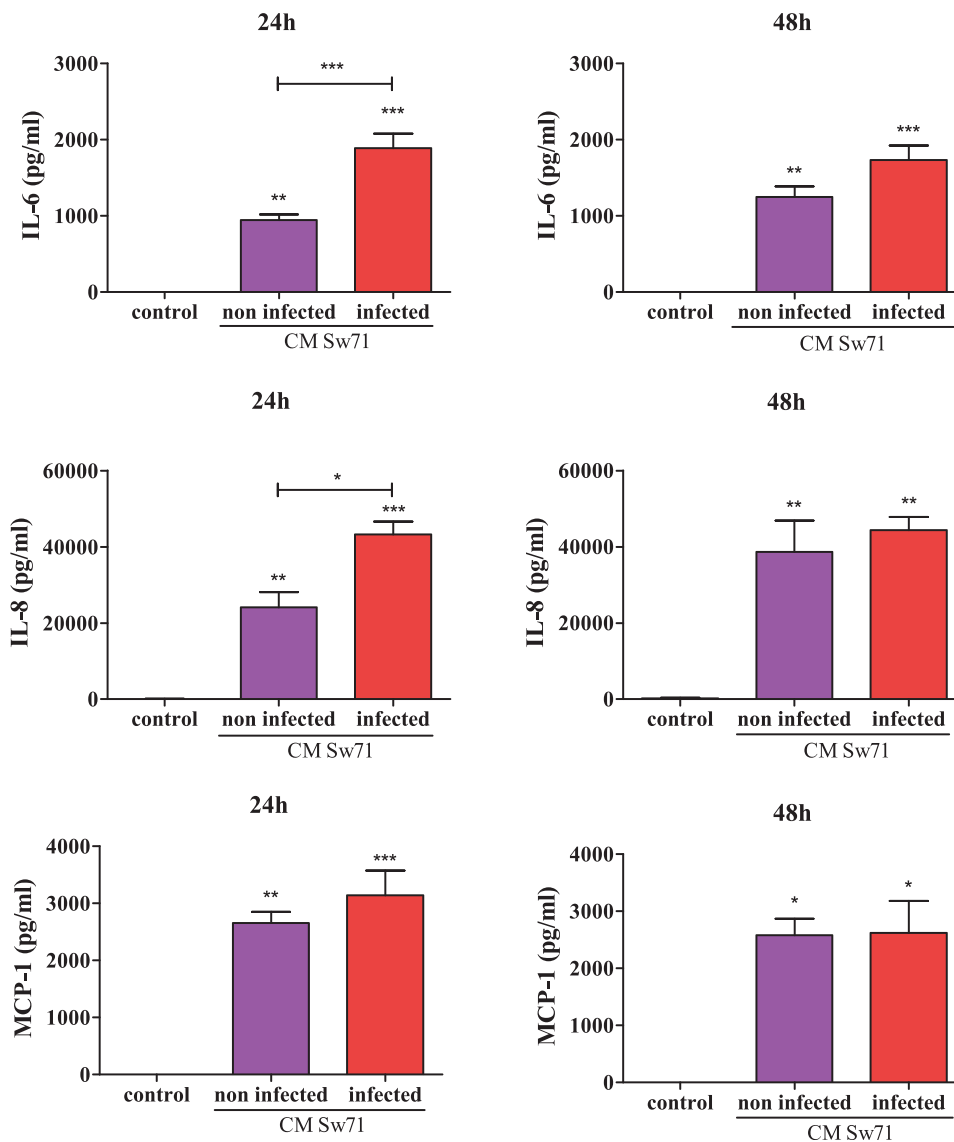 24h
***
***
**
3000
2000
1000
0
IL-6 (pg/ml)
control non infected infected
CM Sw71
48h
***
**
3000
2000
1000
0
IL-6 (pg/ml)
control non infected infected
CM Sw71
24h
*
***
**
60000
40000
20000
0
IL-8 (pg/ml)
control non infected infected
CM Sw71
48h
** **
60000
40000
20000
0
IL-8 (pg/ml)
control non infected infected
CM Sw71
24h
***
**
4000
3000
2000
1000
0
MCP-1 (pg/ml)
control non infected infected
CM Sw71
48h
*
*
4000
3000
2000
1000
0
MCP-1 (pg/ml)
control non infected infected
CM Sw71